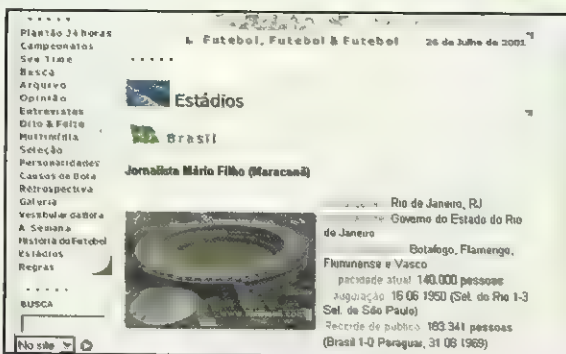 Plantão 24 horas
Campeonatos
Seu Time
Busca
Arquivo
Opinião
Entrevistas
Dito & Feito
Multimídia
Seleção
Personalidades
Causos da Bola
Retrospectiva
Galeria
Vestibular da Bola
A Semana
História do Futebol
Estádios
Regras
BUSCA
No site
Futebol, Futebol & Futebol
26 de Julho de 2001
Estádios
Brasil
Jornalista Mário Filho (Maracanã)
Rio de Janeiro, RJ
Governo do Estado do Rio
de Janeiro
Botafogo, Flamengo,
Fluminense e Vasco
pacidade atual 140.000 pessoas
auguração 16 06 1950 (Sel. do Rio 1-3
Sel. de São Paulo)
Recorde de público 183.341 pessoas
(Brasil 1-0 Paraguai, 31 08 1969)